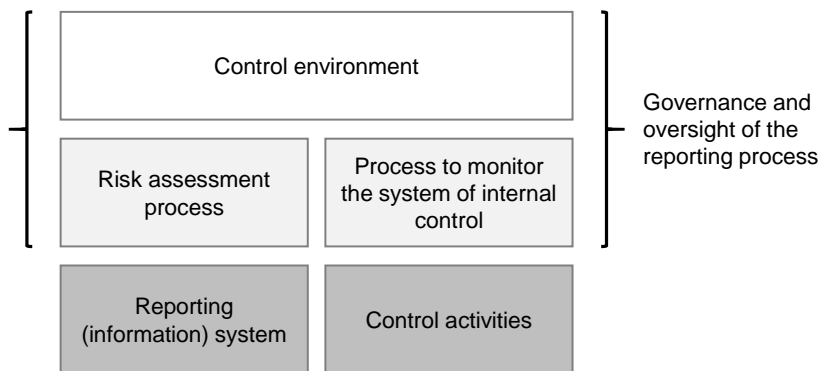 Control environment
Governance and
oversight of the
reporting process
Risk assessment
process
Process to monitor
the system of internal
control
Reporting
(information) system
Control activities